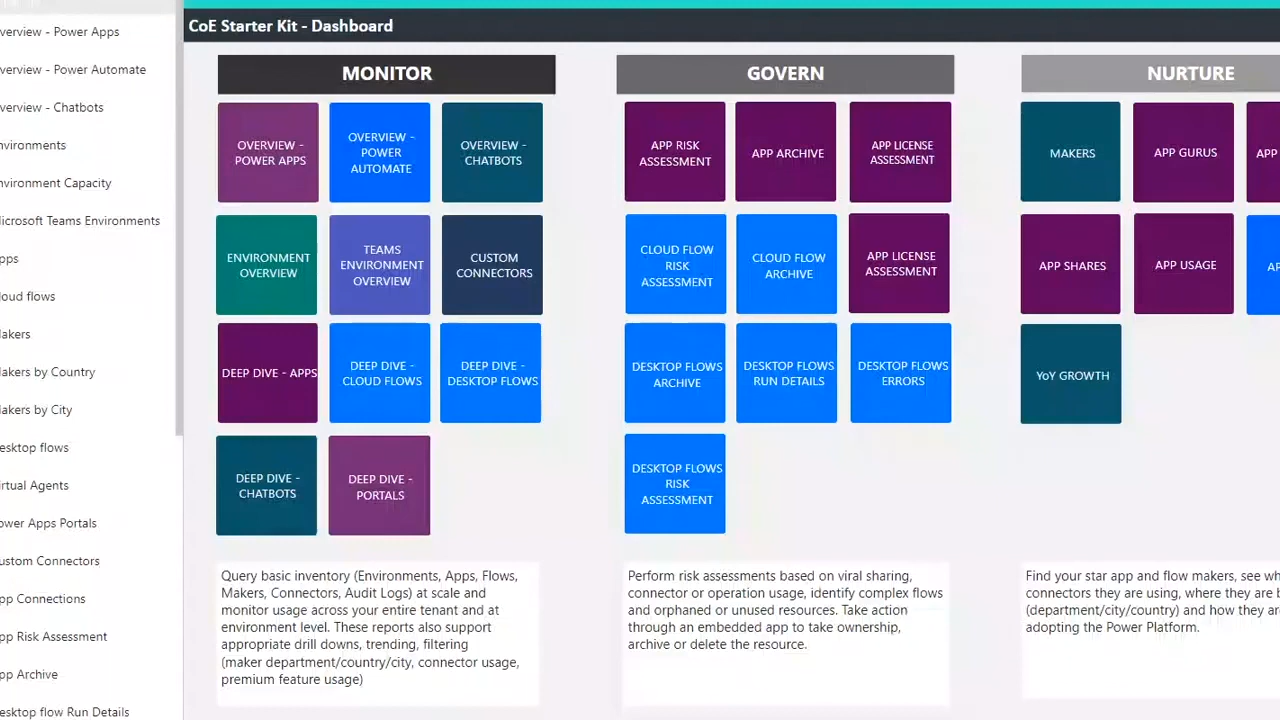 verview - Power Apps
verview - Power Automate
verview - Chatbots
nvironments
nvironment Capacity
icrosoft Teams Environments
pps
loud flows
akers
akers by Country
akers by City
esktop flows
irtual Agents
ower Apps Portals
ustom Connectors
pp Connections
pp Risk Assessment
pp Archive
esktop flow Run Details
CoE Starter Kit - Dashboard
MONITOR
OVERVIEW -
POWER APPS
OVERVIEW -
POWER
AUTOMATE
OVERVIEW -
CHATBOTS
ENVIRONMENT
OVERVIEW
TEAMS
ENVIRONMENT
OVERVIEW
CUSTOM
CONNECTORS
DEEP DIVE - APPS
DEEP DIVE -
CLOUD FLOWS
DEEP DIVE -
DESKTOP FLOWS
DEEP DIVE -
CHATBOTS
DEEP DIVE -
PORTALS
Query basic inventory (Environments, Apps, Flows,
Makers, Connectors, Audit Logs) at scale and
monitor usage across your entire tenant and at
environment level. These reports also support
appropriate drill downs, trending, filtering
(maker department/country/city, connector usage,
premium feature usage)
GOVERN
APP RISK
ASSESSMENT
APP ARCHIVE
APP LICENSE
ASSESSMENT
CLOUD FLOW
RISK
ASSESSMENT
CLOUD FLOW
ARCHIVE
APP LICENSE
ASSESSMENT
DESKTOP FLOWS
ARCHIVE
DESKTOP FLOWS
RUN DETAILS
DESKTOP FLOWS
ERRORS
DESKTOP FLOWS
RISK
ASSESSMENT
Perform risk assessments based on viral sharing,
connector or operation usage, identify complex flows
and orphaned or unused resources. Take action
through an embedded app to take ownership,
archive or delete the resource.
NURTURE
MAKERS
APP GURUS
APP
APP SHARES
APP USAGE
AP
YoY GROWTH
Find your star app and flow makers, see wh
connectors they are using, where they are b
(department/city/country) and how they are
adopting the Power Platform.